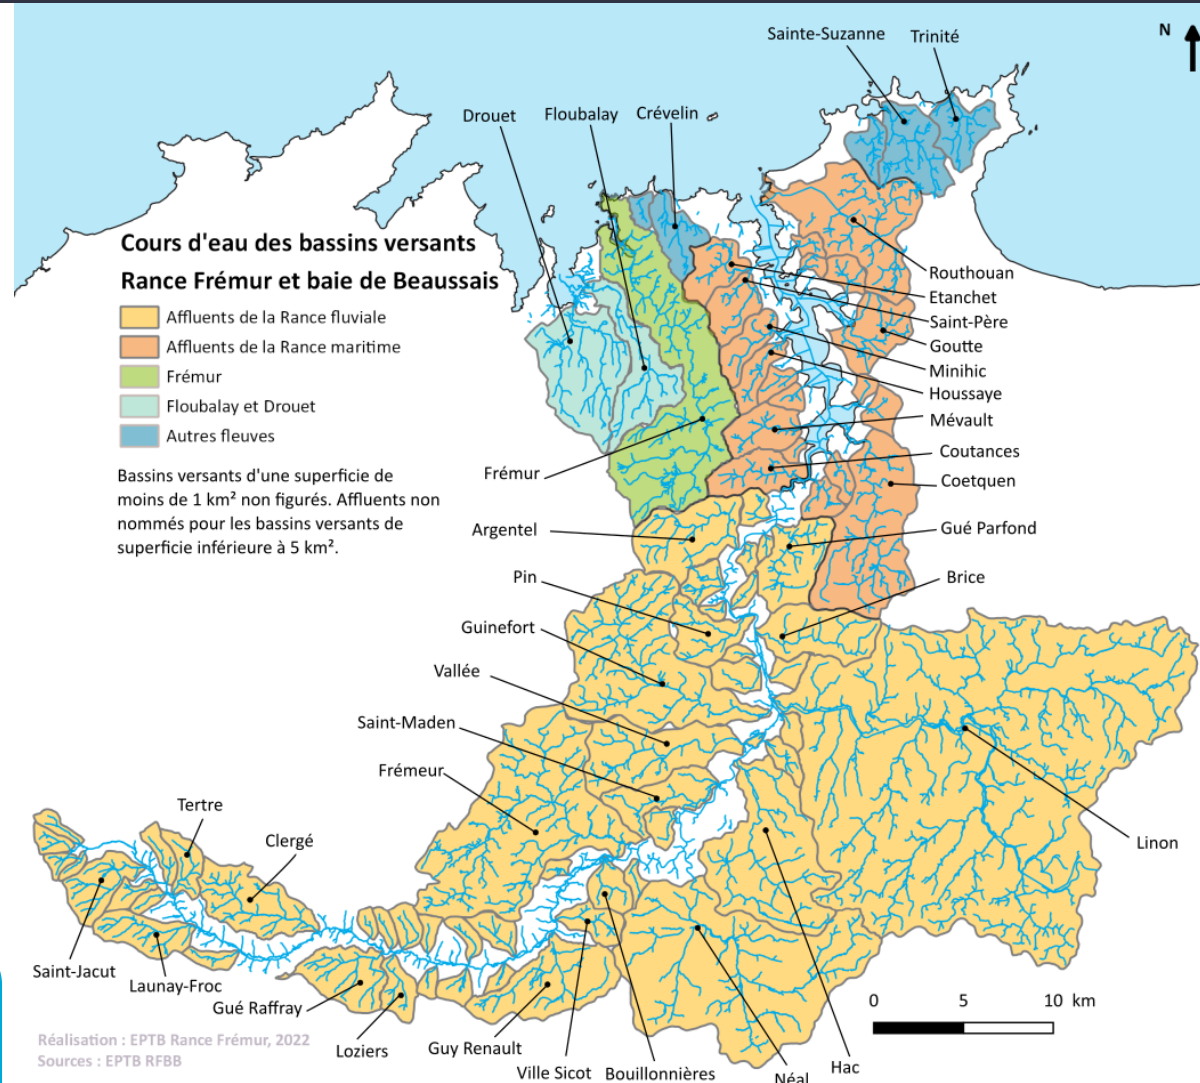 Sainte-Suzanne
Trinité
N
Drouet
Floubalay
Crévelin
Cours d'eau des bassins versants
Rance Frémur et baie de Beaussais
Affluents de la Rance fluviale
Affluents de la Rance maritime
Frémur
Floubalay et Drouet
Autres fleuves
Bassins versants d'une superficie de
moins de 1 km² non figurés. Affluents non
nommés pour les bassins versants de
superficie inférieure à 5 km².
Routhouan
Etanchet
Saint-Père
Goutte
Minihic
Houssaye
Mévault
Coutances
Coetquen
Frémur
Argentel
Gué Parfond
Pin
Brice
Guinefort
Vallée
Saint-Maden
Frémeur
Tertre
Clergé
Linon
Saint-Jacut
Launay-Froc
Gué Raffray
Loziers
Guy Renault
Ville Sicot
Bouillonnières
Néal
Hac
0 5 10 km
Réalisation : EPTB Rance Frémur, 2022
Sources : EPTB RFBB